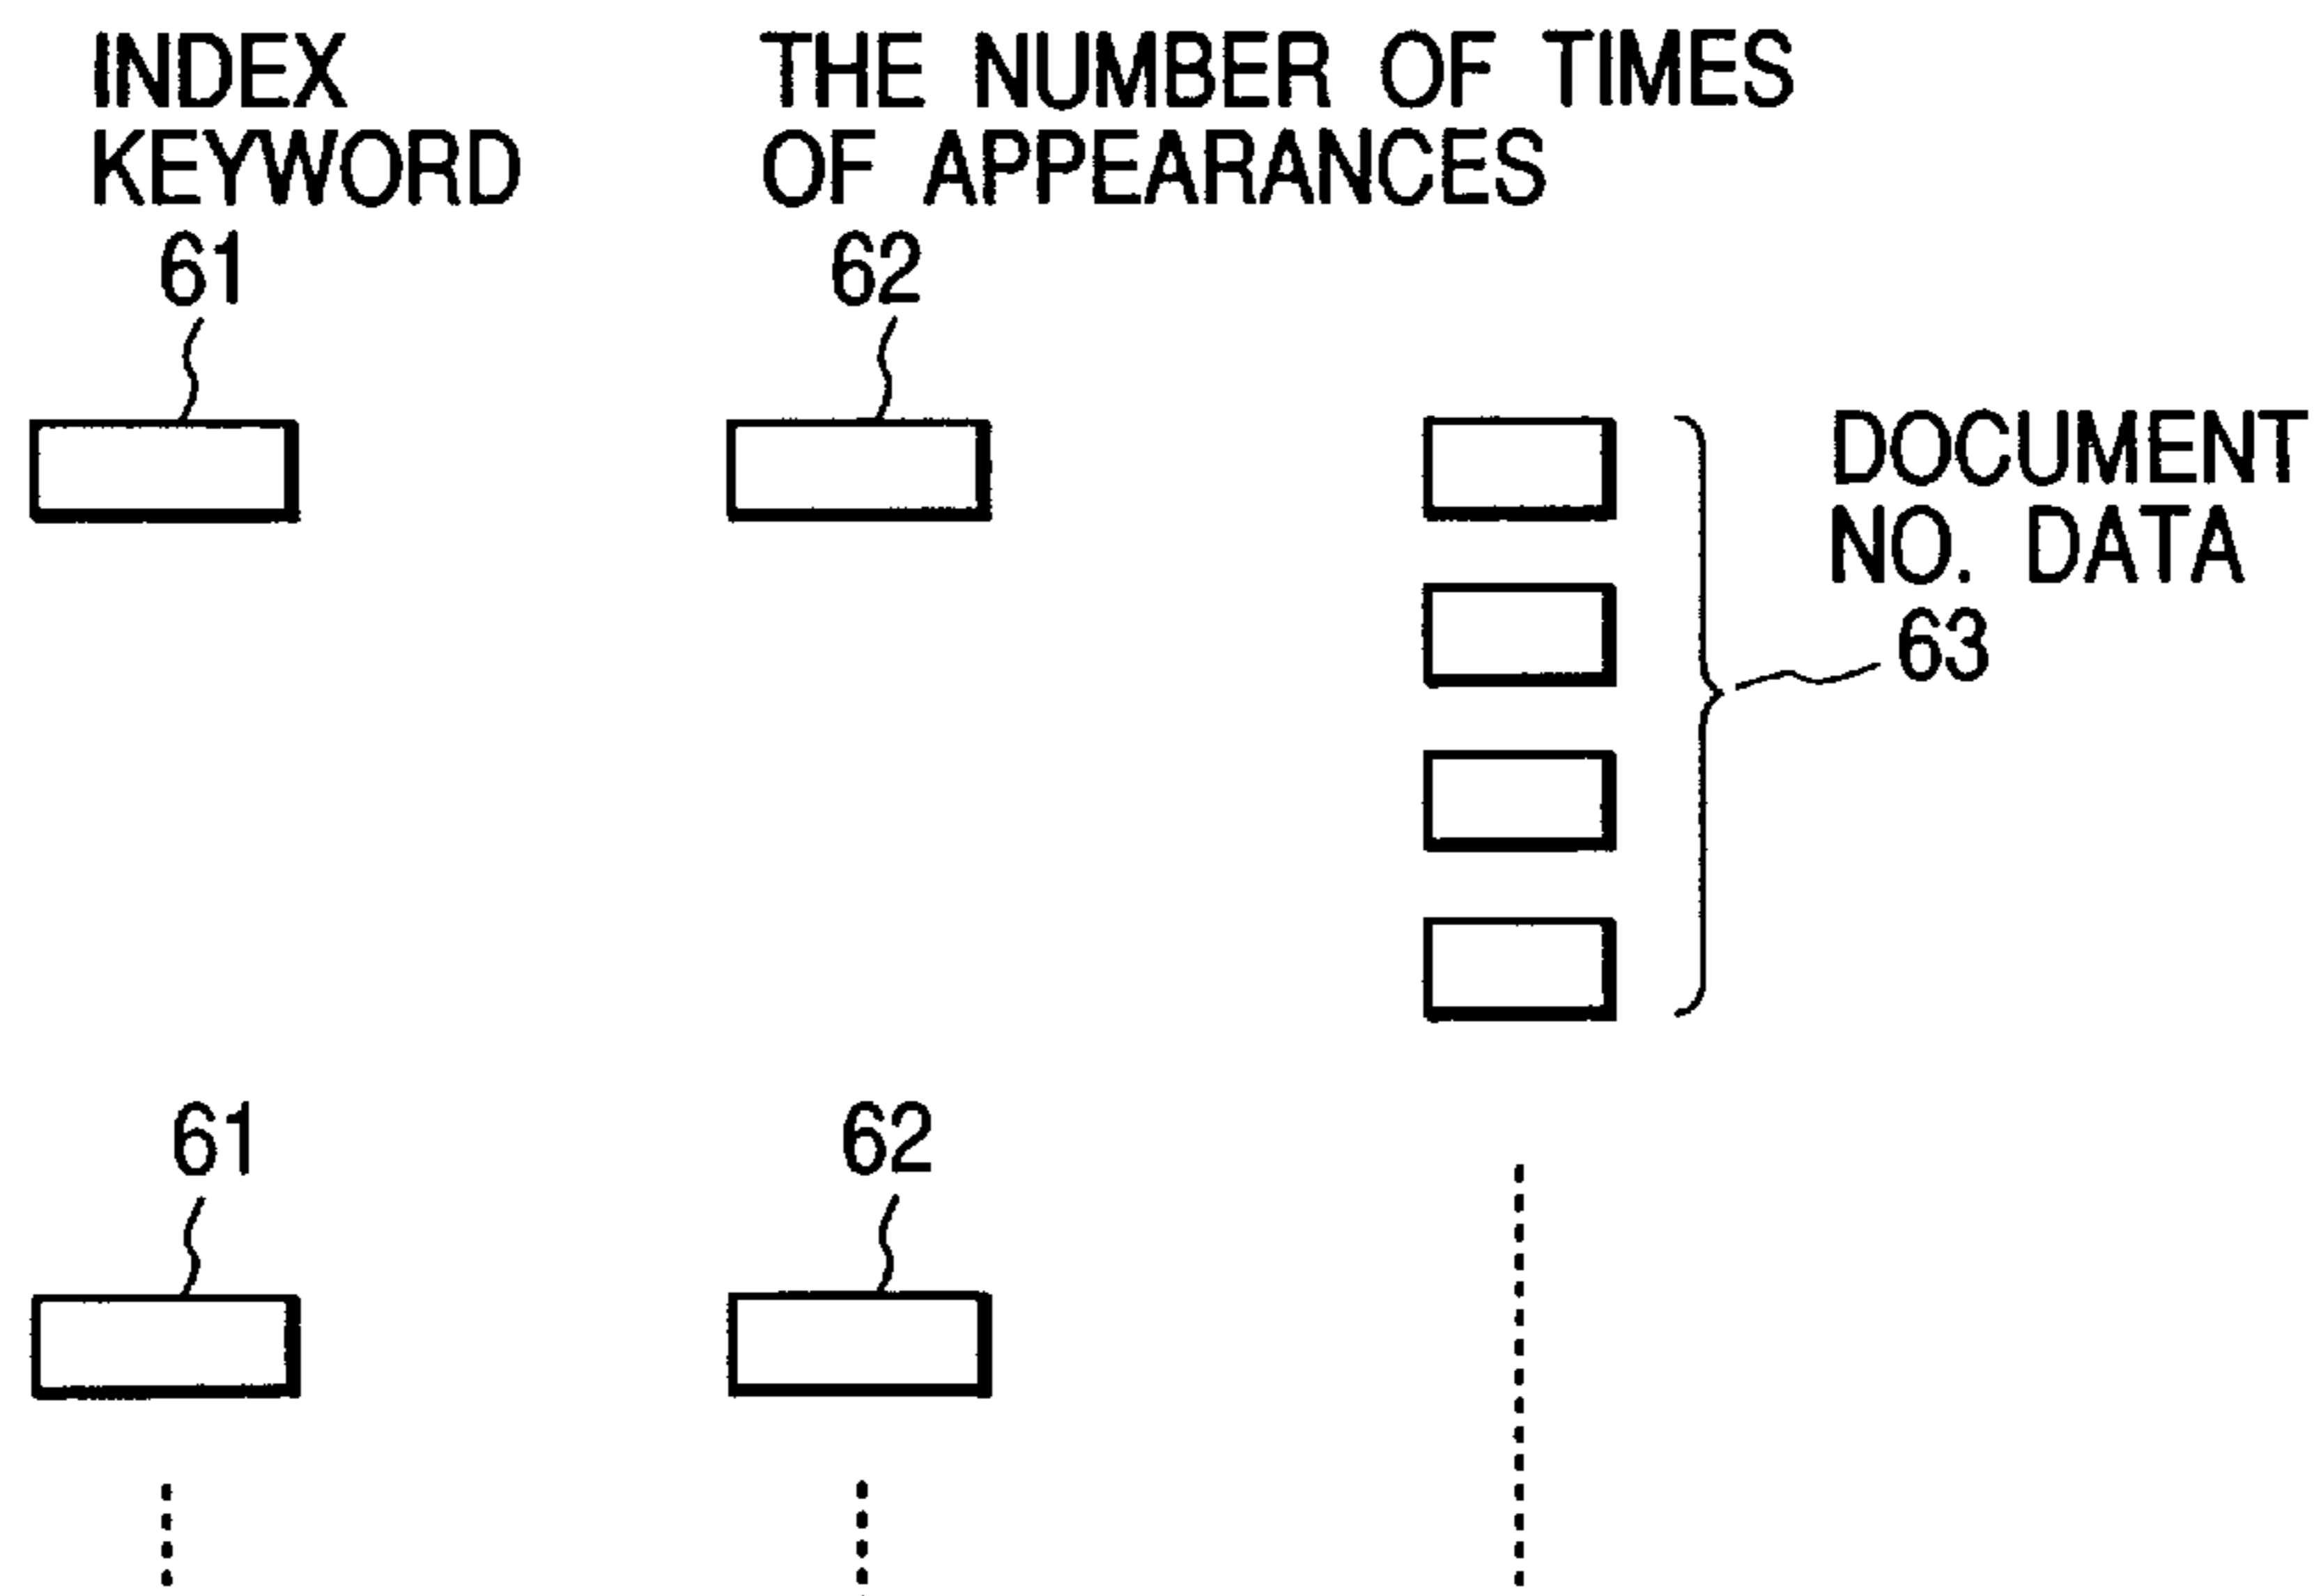 INDEX
KEYWORD
61
THE NUMBER OF TIMES
OF APPEARANCES
62
DOCUMENT
NO. DATA
63
61
62